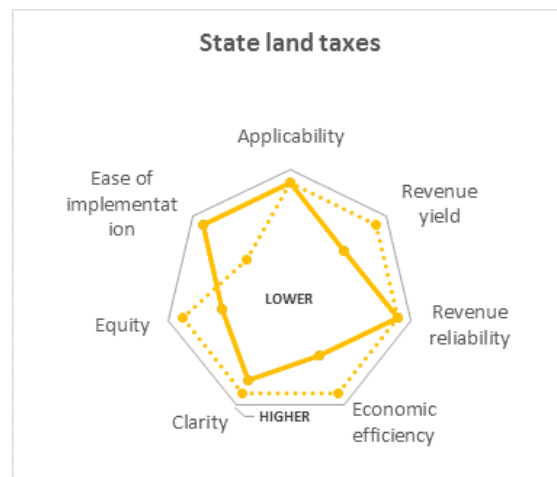 State land taxes
Applicability
Ease of
implementat
ion
Revenue
yield
LOWER
Equity
Revenue
reliability
Clarity
HIGHER
Economic
efficiency